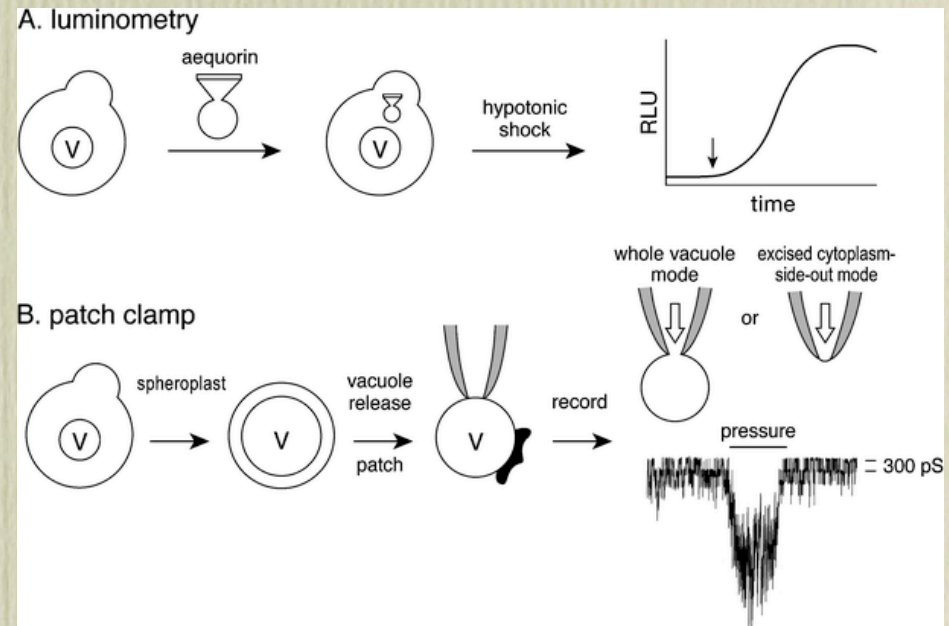 A. luminometry
aequorin
V
V
hypotonic
shock
RLU
time
B. patch clamp
V
spheroplast
V
vacuole
release
patch
V
record
whole vacuole
mode
or
excised cytoplasm-
side-out mode
pressure
300 pS